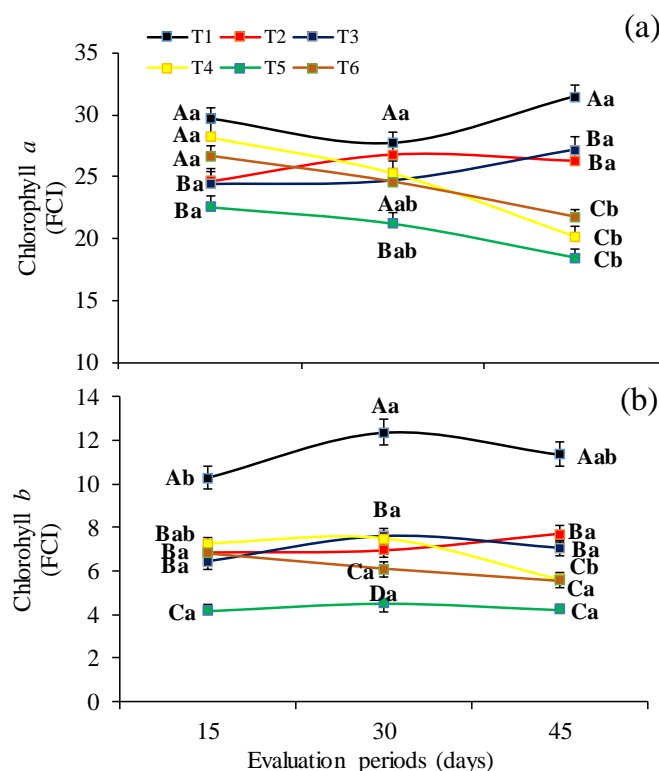 (a)
T1 T2 T3
T4 T5 T6
35
30
25
20
15
10
Chlorophyll a
(FCI)
Aa
Aa
Aa
Ba
Ba
Aa
Aab
Bab
Aa
Ba
Ba
Cb
Cb
Cb
(b)
14
12
10
8
6
4
2
0
Chlorohyll b
(FCI)
Ab
Bab
Ba
Ba
Ca
Aa
Ba
Ca
Da
Aab
Ba
Ba
Cb
Ca
Ca
15 30 45
Evaluation periods (days)